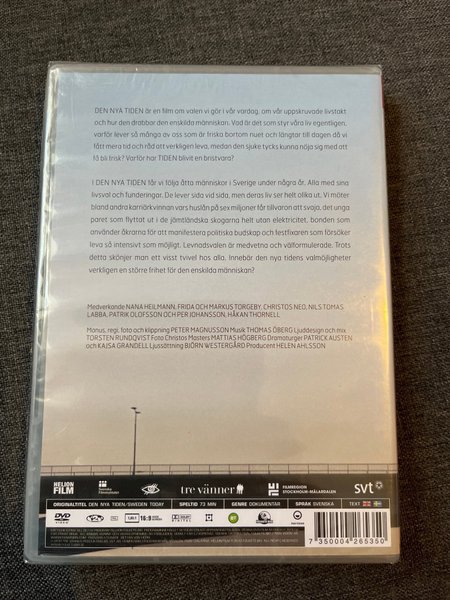 DEN NYA TIDEN är en film om valen vi gör i vår vardag, om vår uppskruvade livstakt
och hur den drabbar den enskilda människan. Vad är det som styr våra liv egentligen,
varför lever så många av oss som är friska bortom nuet och längtar till dagen då vi
fått mera tid och råd att verkligen leva, medan den sjuke tycks kunna nöja sig med att
få bli frisk? Varför har TIDEN blivit en bristvara?
I DEN NYA TIDEN får vi följa åtta människor i Sverige under några år. Alla med sina
livsval och funderingar. De lever sida vid sida, men deras liv ser helt olika ut. Vi möter
bland andra karriärkvinnan vars huslån på sex miljoner får tillvaron att svaja, det unga
paret som flyttat ut i de jämtländska skogarna helt utan elektricitet, bonden som
använder åkrarna för att manifestera politiska budskap och testfixaren som försöker
leva så intensivt som möjligt. Levnadsvalen är medvetna och välformulerade. Trots
detta skönjer man ett visst tvivel hos alla. Innebär den nya tidens valmöjligheter
verkligen en större frihet för den enskilda människan?
Medverkande NANA HEILMANN, FRIDA OCH MARKUS TORGEBY, CHRISTOS NEO, NILS TOMAS
LABBA, PATRIK OLOFSSON OCH PER JOHANSSON, HÅKAN THORNELL
Manus, regi, foto och klippning PETER MAGNUSSON Musik THOMAS ÖBERG Ljuddesign och mix
TORSTEN RUNDQVIST Foto Christos Masters MATTIAS HÖGBERG Dramaturger PATRICK AUSTEN
och KAJSA GRANDELL Ljussättning BJÖRN WESTERGÅRD Producent HELEN AHLSSON
HELION FILM
Svenska Filminstitutet
tre vänner
FILMREGION STOCKHOLM-MÄLARDALEN
svt
ORIGINALTITEL DEN NYA TIDEN/SWEDEN TODAY SPELTID 73 MIN GENRE DOKUMENTÄR SPRÅK SVENSKA TEXT
DVD 16:9
7 350004 265350